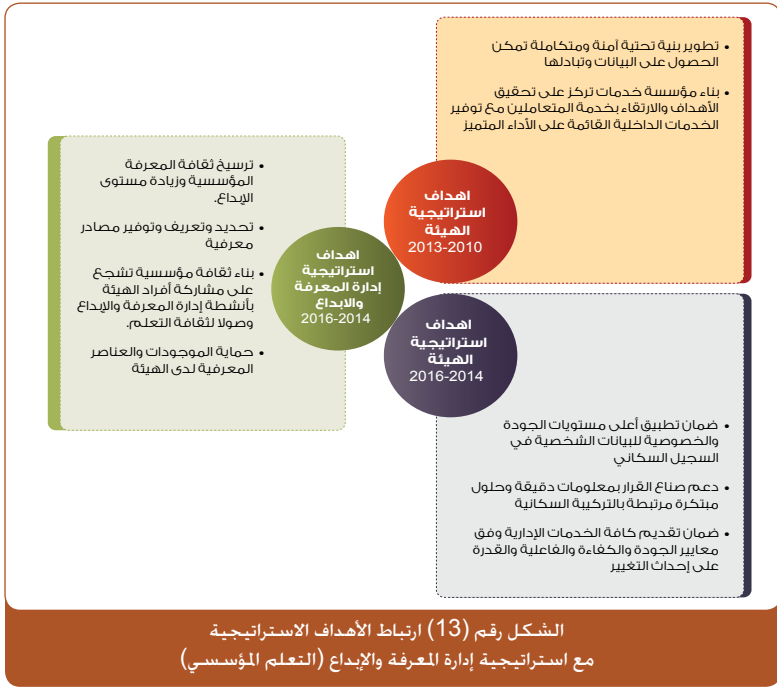 • تطوير بنية تحتية آمنة ومتكاملة تمكن
الحصول على البيانات وتبادلها
• بناء مؤسسة خدمات تركز على تحقيق
الأهداف والارتقاء بخدمة المتعاملين مع توفير
الخدمات الداخلية القائمة على الأداء المتميز
اهداف
استراتيجية
الهيئة
2013-2010
• ترسيخ ثقافة المعرفة
المؤسسية وزيادة مستوى
الإبداع.
• تحديد وتعريف وتوفير مصادر
معرفية
• بناء ثقافة مؤسسية تشجع
على مشاركة أفراد الهيئة
بأنشطة إدارة المعرفة والإبداع
وصولا لثقافة التعلم.
• حماية الموجودات والعناصر
المعرفية لدى الهيئة
اهداف
استراتيجية
إدارة المعرفة
والابداع
2016-2014
اهداف
استراتيجية
الهيئة
2016-2014
• ضمان تطبيق أعلى مستويات الجودة
والخصوصية للبيانات الشخصية في
السجيل السكاني
• دعم صناع القرار بمعلومات دقيقة وحلول
مبتكرة مرتبطة بالتركيبة السكانية
• ضمان تقديم كافة الخدمات الإدارية وفق
معايير الجودة والكفاءة والفاعلية والقدرة
على إحداث التغيير
الشكل رقم (13) ارتباط الأهداف الاستراتيجية
مع استراتيجية إدارة المعرفة والإبداع (التعلم المؤسسي)